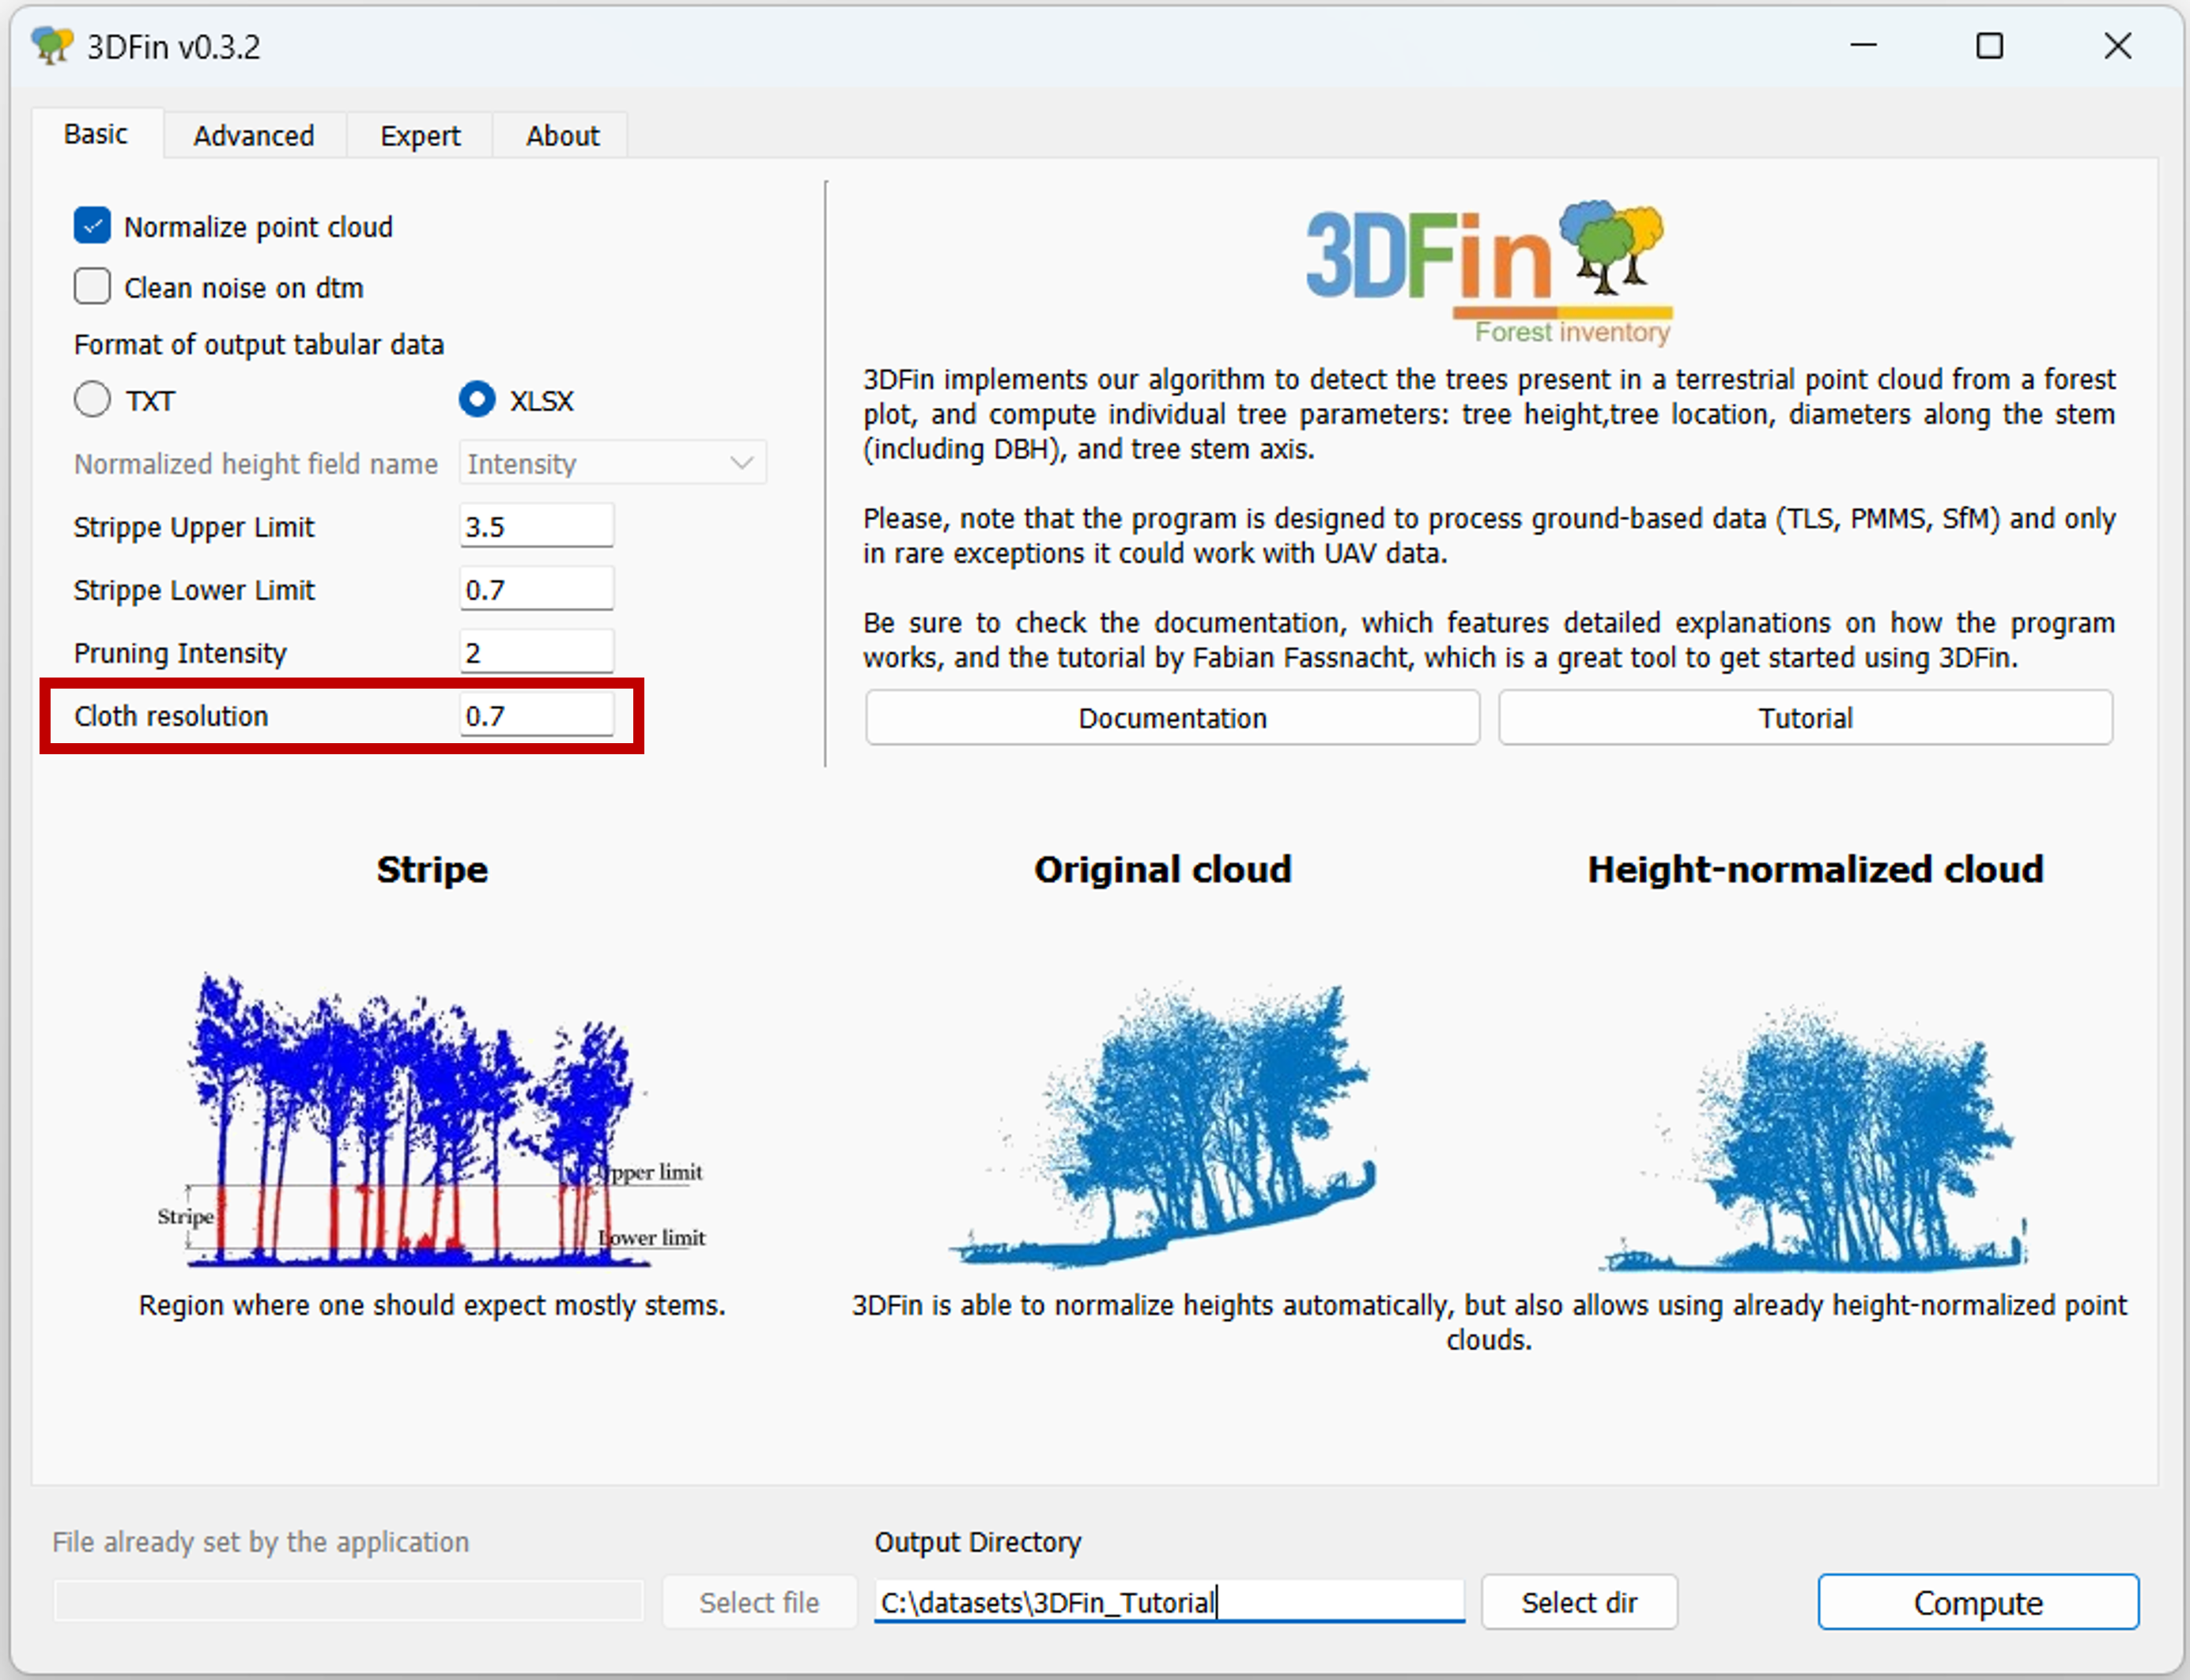 3DFin v0.3.2
Basic
Advanced
Expert
About
Normalize point cloud
Clean noise on dtm
Format of output tabular data
TXT
XLSX
Normalized height field name
Intensity
Strippe Upper Limit
3.5
Strippe Lower Limit
0.7
Pruning Intensity
2
Cloth resolution
0.7
3DFin
Forest inventory
3DFin implements our algorithm to detect the trees present in a terrestrial point cloud from a forest
plot, and compute individual tree parameters: tree height,tree location, diameters along the stem
(including DBH), and tree stem axis.
Please, note that the program is designed to process ground-based data (TLS, PMMS, SfM) and only
in rare exceptions it could work with UAV data.
Be sure to check the documentation, which features detailed explanations on how the program
works, and the tutorial by Fabian Fassnacht, which is a great tool to get started using 3DFin.
Documentation
Tutorial
Stripe
Upper limit
Stripe
Lower limit
Region where one should expect mostly stems.
Original cloud
Height-normalized cloud
3DFin is able to normalize heights automatically, but also allows using already height-normalized point
clouds.
File already set by the application
Select file
Output Directory
C:\datasets\3DFin_Tutorial
Select dir
Compute